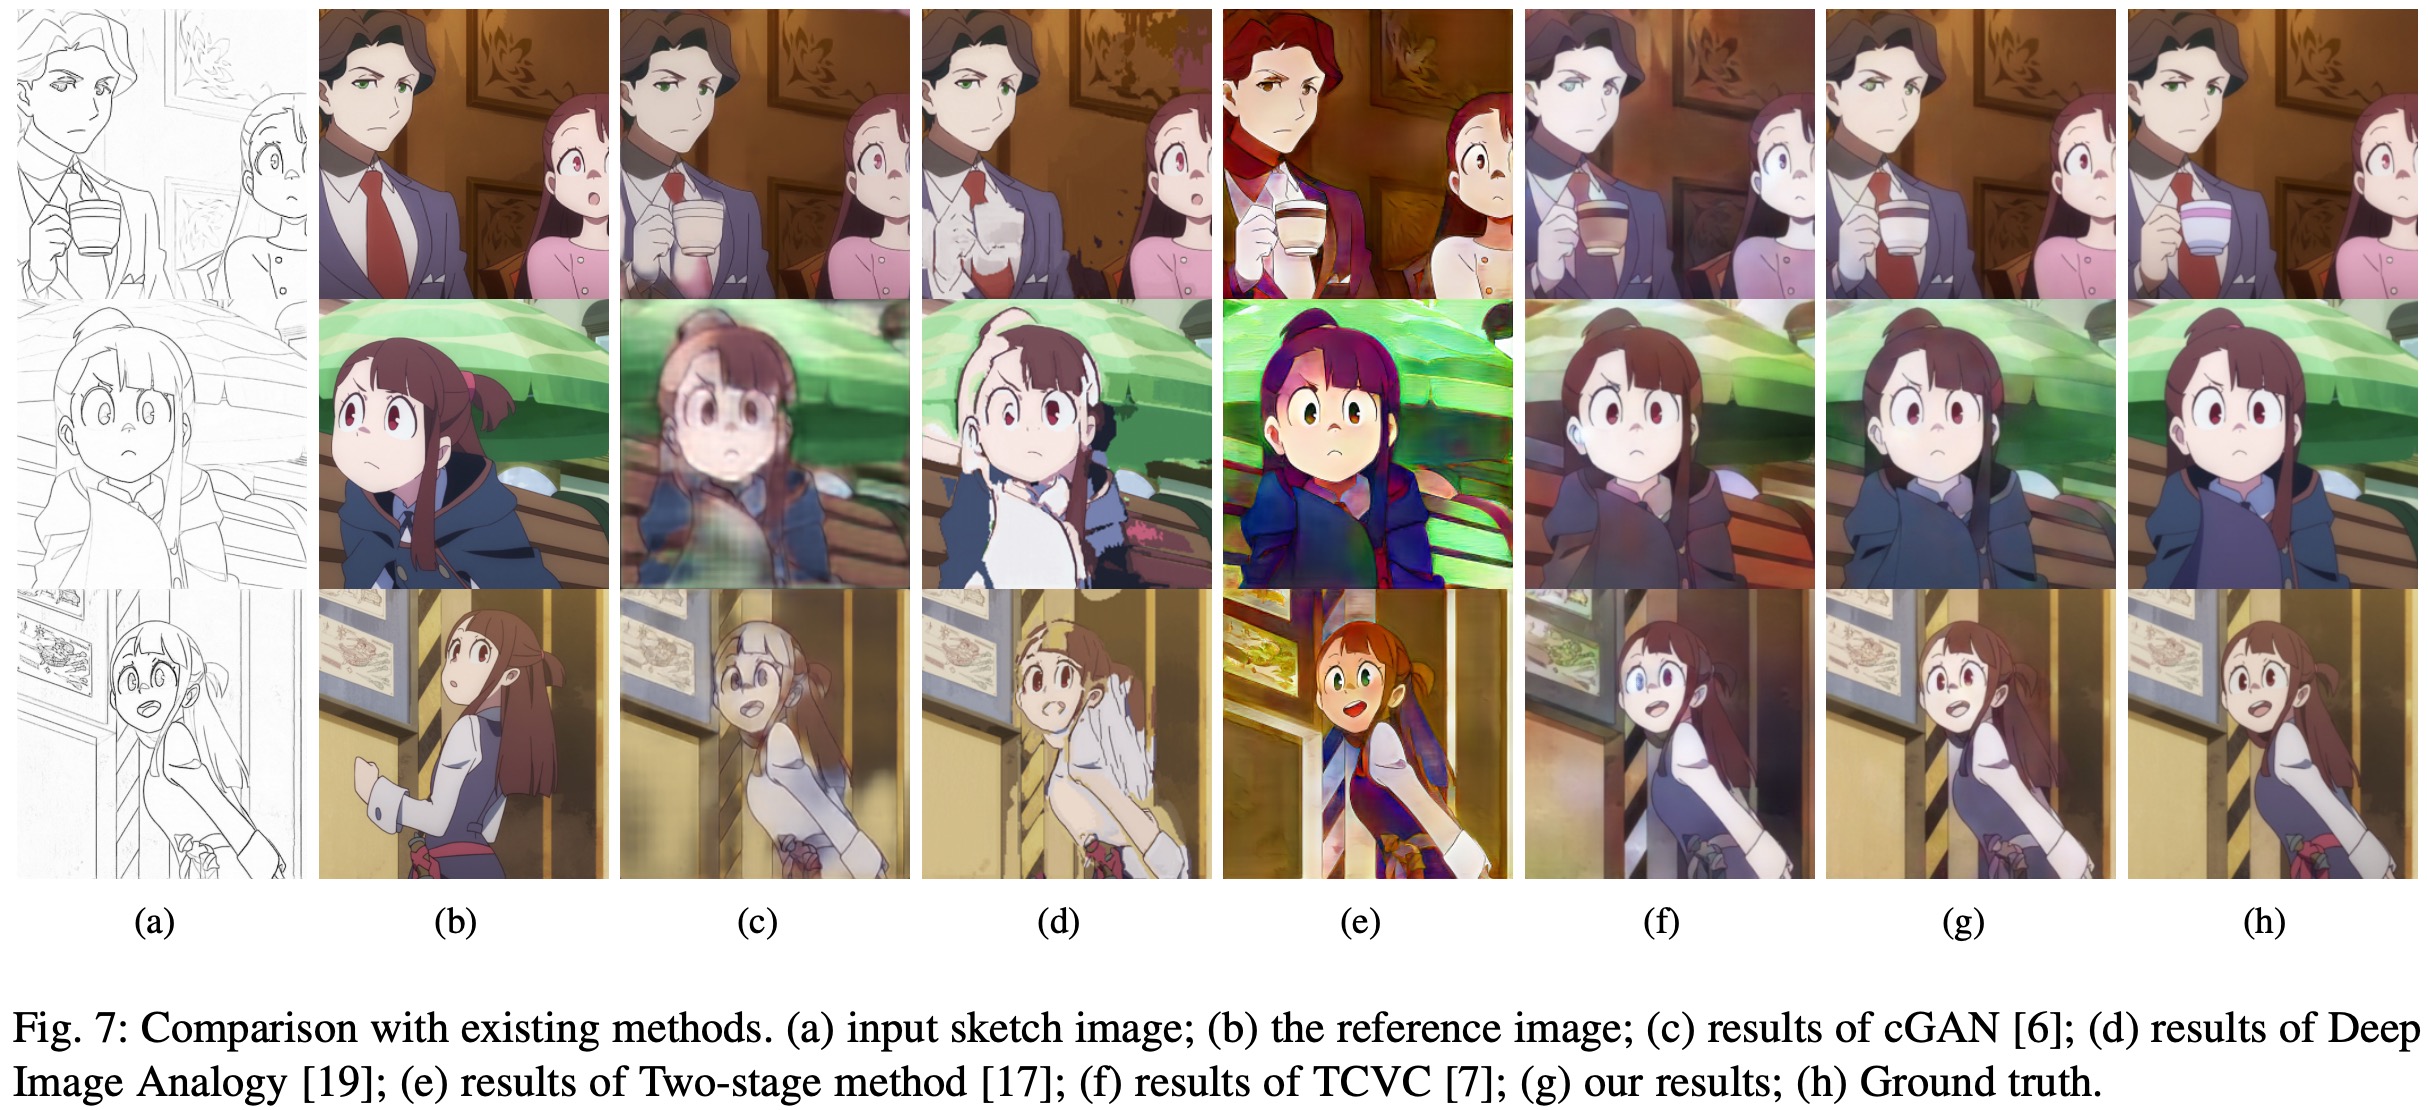 (a) (b) (c) (d) (e) (f) (g) (h)
Fig. 7: Comparison with existing methods. (a) input sketch image; (b) the reference image; (c) results of cGAN [6]; (d) results of Deep
Image Analogy [19]; (e) results of Two-stage method [17]; (f) results of TCVC [7]; (g) our results; (h) Ground truth.